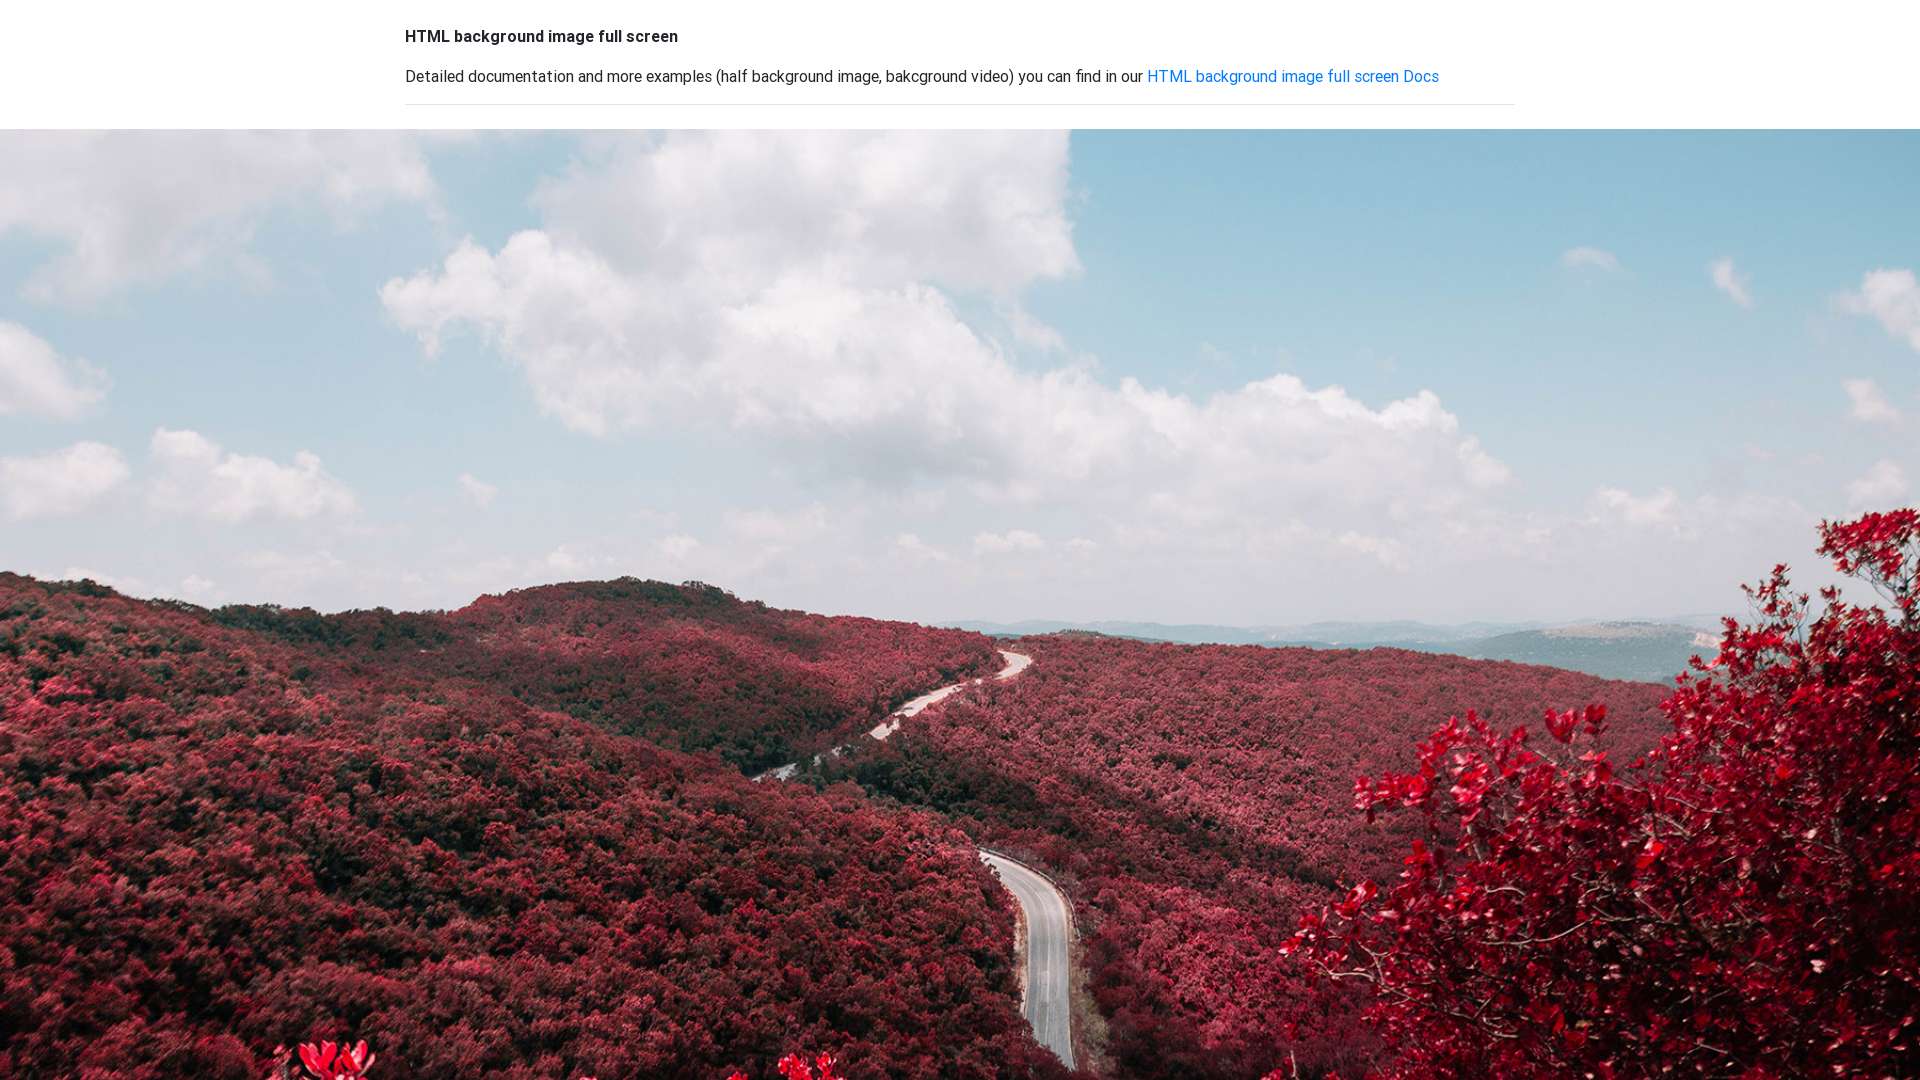 HTML background image full screen
Detailed documentation and more examples (half background image, bakcground video) you can find in our HTML background image full screen Docs